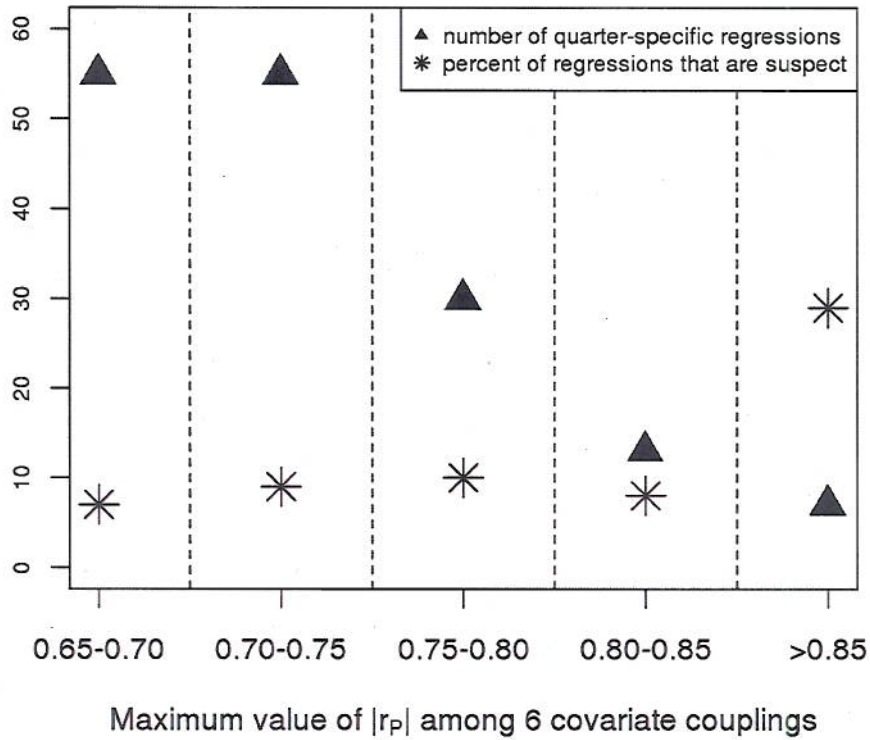 ▲ number of quarter-specific regressions
✳ percent of regressions that are suspect
60
50
40
30
20
10
0
0.65-0.70 0.70-0.75 0.75-0.80 0.80-0.85 >0.85
Maximum value of |rₚ| among 6 covariate couplings